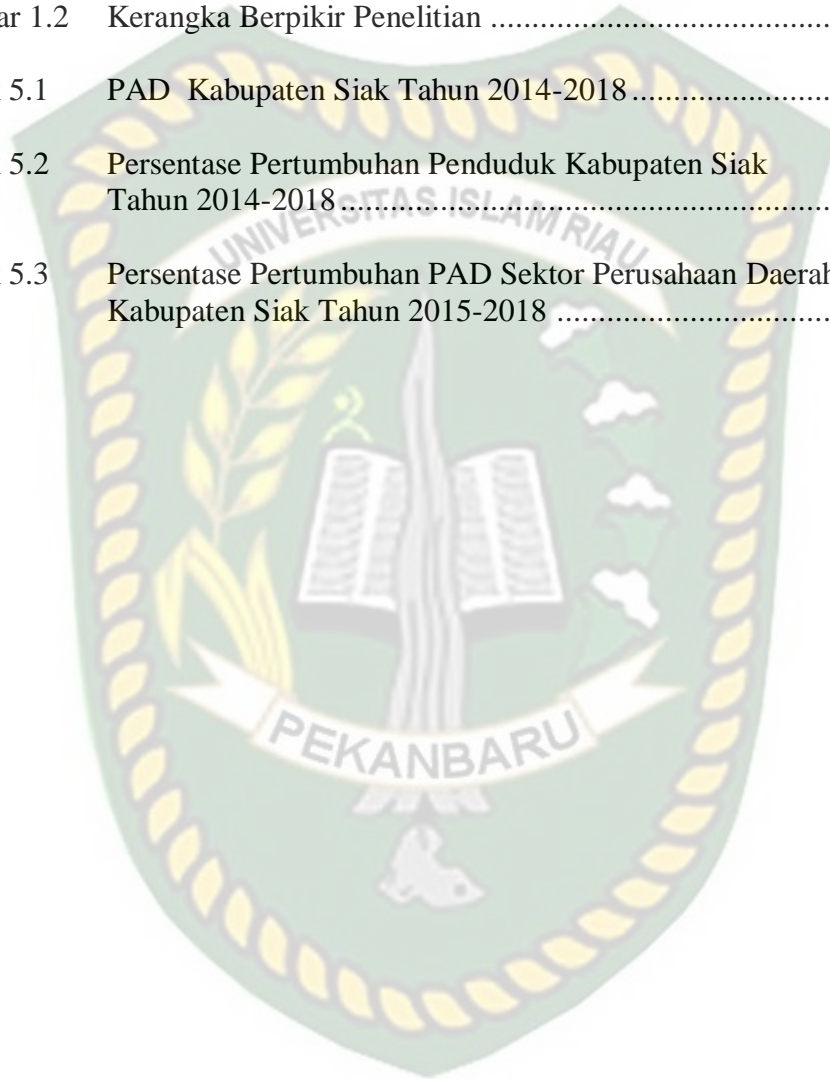 ar 1.2 Kerangka Berpikir Penelitian ....................................
5.1 PAD Kabupaten Siak Tahun 2014-2018 ....................
5.2 Persentase Pertumbuhan Penduduk Kabupaten Siak
Tahun 2014-2018 ....................................................
5.3 Persentase Pertumbuhan PAD Sektor Perusahaan Daerah
Kabupaten Siak Tahun 2015-2018 .............................
UNIVERSITAS ISLAM RIAU
PEKANBARU